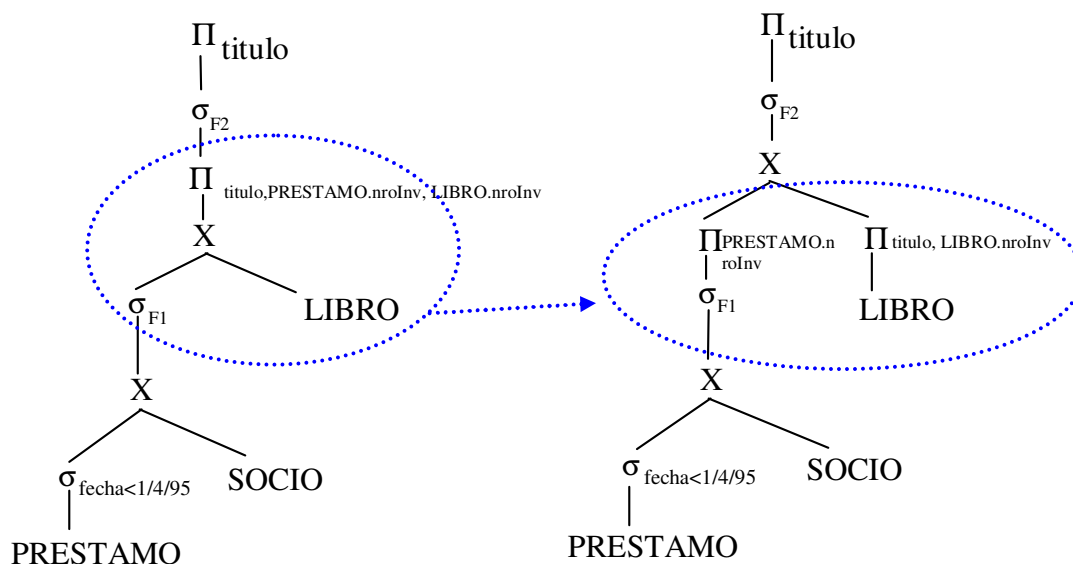 Π titulo
σ F2
Π titulo,PRESTAMO.nroInv, LIBRO.nroInv
X
σ F1
LIBRO
X
σ fecha<1/4/95
SOCIO
PRESTAMO
Π titulo
σ F2
X
Π PRESTAMO.n
roInv
Π titulo, LIBRO.nroInv
σ F1
LIBRO
X
σ fecha<1/4/95
SOCIO
PRESTAMO